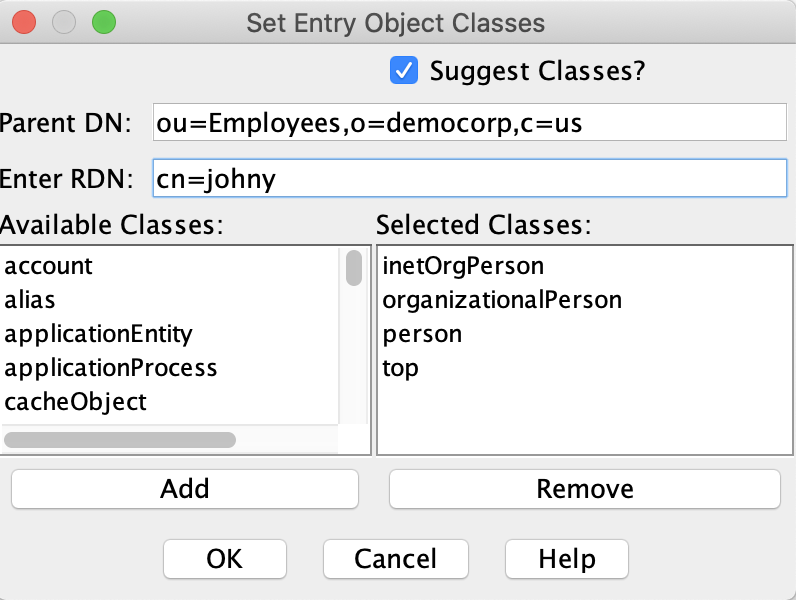 Set Entry Object Classes
Suggest Classes?
Parent DN: ou=Employees,o=democorp,c=us
Enter RDN: cn=johny
Available Classes: Selected Classes:
account
alias
applicationEntity
applicationProcess
cacheObject
inetOrgPerson
organizationalPerson
person
top
Add Remove
OK Cancel Help